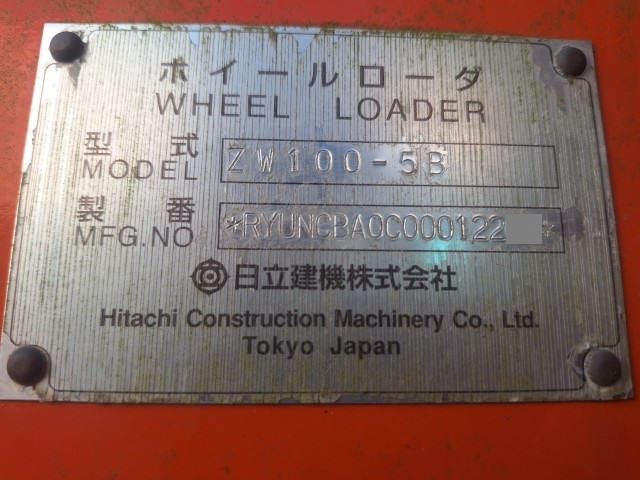 ホイールローダ
WHEEL LOADER
型式
MODEL ZW100-5B
製番
MFG.NO *RYUNCBA0C000122 *
日立建機株式会社
Hitachi Construction Machinery Co., Ltd.
Tokyo Japan